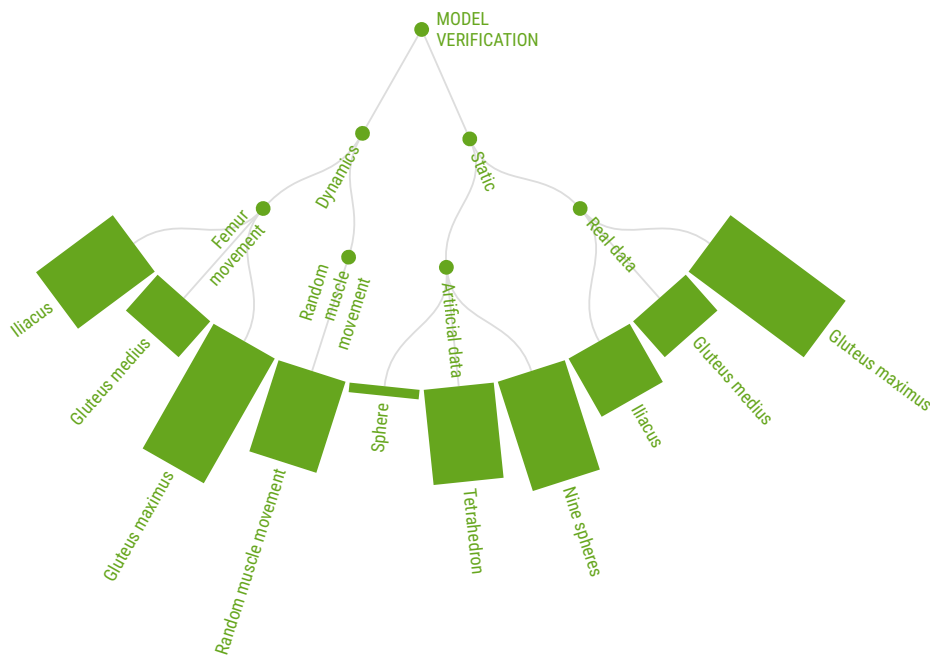 MODEL
VERIFICATION
Dynamics
Static
Femur
movement
Random
muscle
movement
Artificial data
Real data
Iliacus
Gluteus medius
Gluteus maximus
Random muscle movement
Sphere
Tetrahedron
Nine spheres
Iliacus
Gluteus medius
Gluteus maximus